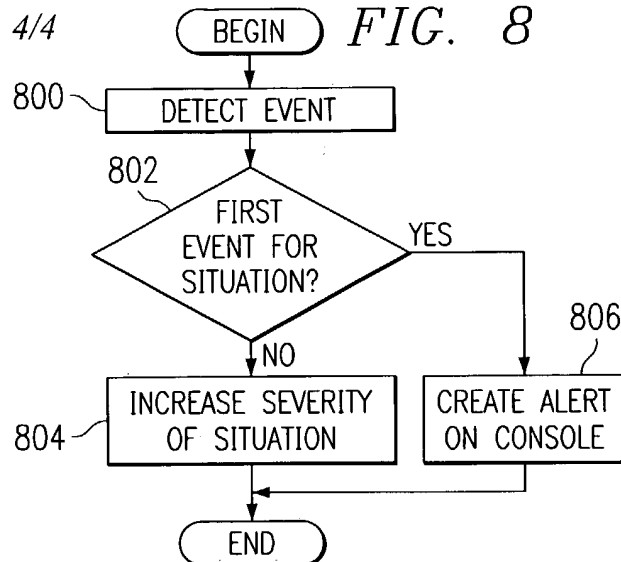 4/4
BEGIN
FIG. 8
800
DETECT EVENT
802
FIRST
EVENT FOR
SITUATION?
YES
NO
806
804
INCREASE SEVERITY
OF SITUATION
CREATE ALERT
ON CONSOLE
END